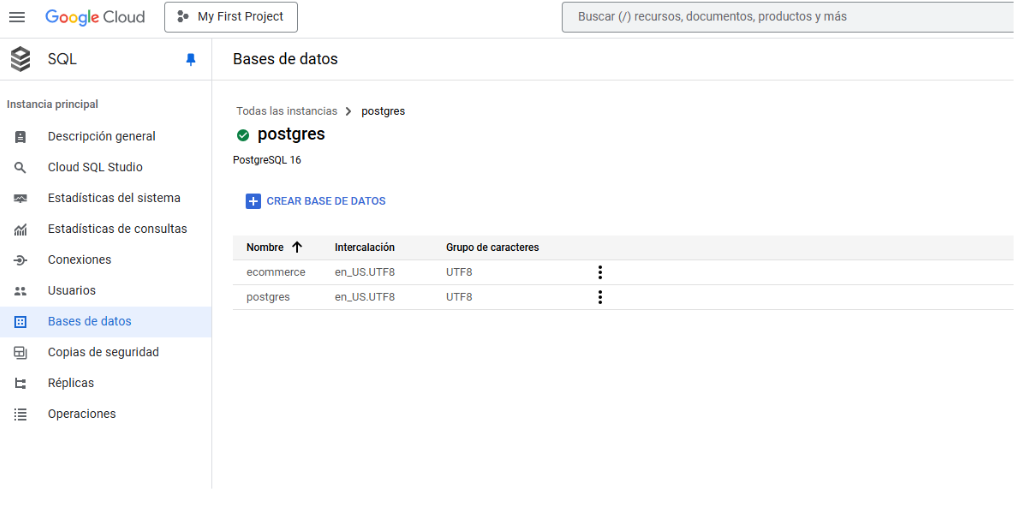 Google Cloud
My First Project
Buscar (/) recursos, documentos, productos y más
SQL
Bases de datos
Instancia principal
Descripción general
Cloud SQL Studio
Estadísticas del sistema
Estadísticas de consultas
Conexiones
Usuarios
Bases de datos
Copias de seguridad
Réplicas
Operaciones
Todas las instancias > postgres
postgres
PostgreSQL 16
CREAR BASE DE DATOS
Nombre Intercalación Grupo de caracteres
ecommerce en_US.UTF8 UTF8
postgres en_US.UTF8 UTF8